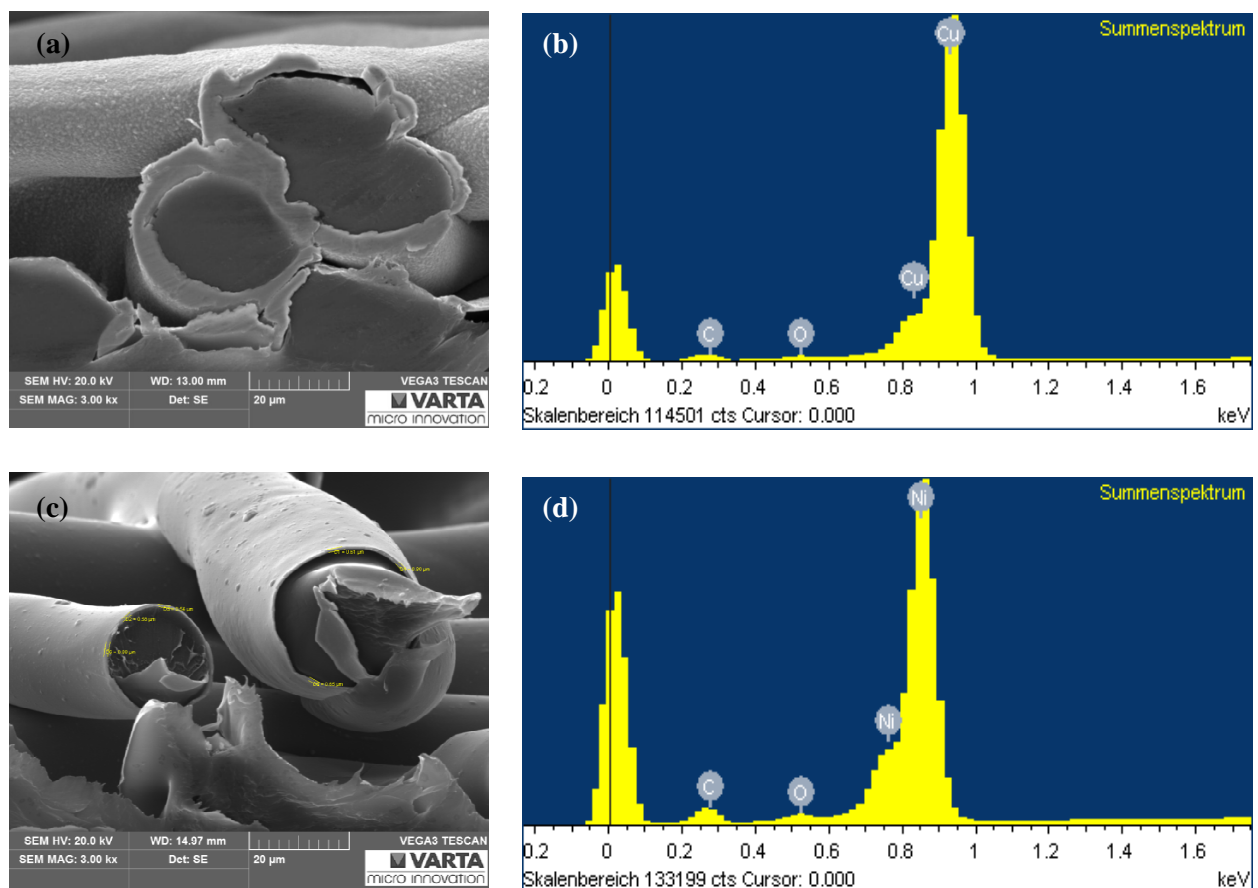 (a)
SEM HV: 20.0 kV WD: 13.00 mm VEGA3 TESCAN
SEM MAG: 3.00 kx Det: SE 20 µm
VARTA
micro innovation
(b)
Summenspektrum
Cu
Cu
C O
0.2 0 0.2 0.4 0.6 0.8 1 1.2 1.4 1.6
Skalenbereich 114501 cts Cursor: 0.000 keV
(c)
SEM HV: 20.0 kV WD: 14.97 mm VEGA3 TESCAN
SEM MAG: 3.00 kx Det: SE 20 µm
VARTA
micro innovation
(d)
Summenspektrum
Ni
Ni
C O
0.2 0 0.2 0.4 0.6 0.8 1 1.2 1.4 1.6
Skalenbereich 133199 cts Cursor: 0.000 keV